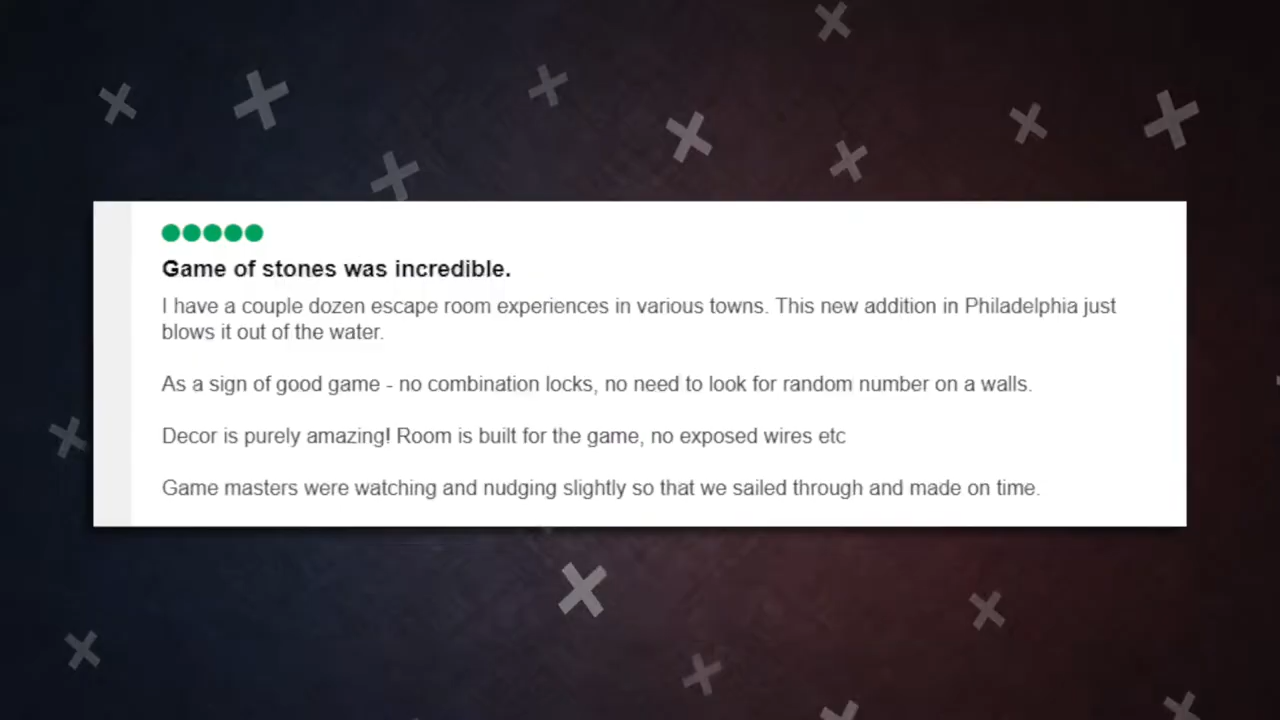 Game of stones was incredible.
I have a couple dozen escape room experiences in various towns. This new addition in Philadelphia just
blows it out of the water.
As a sign of good game - no combination locks, no need to look for random number on a walls.
Decor is purely amazing! Room is built for the game, no exposed wires etc
Game masters were watching and nudging slightly so that we sailed through and made on time.